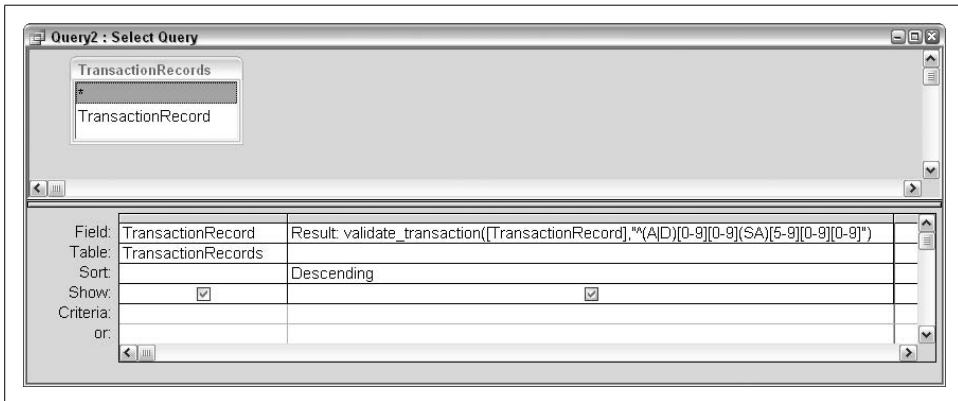 Query2 : Select Query
TransactionRecords
*
TransactionRecord
Field: TransactionRecord Result: validate_transaction([TransactionRecord],"^(A|D)[0-9][0-9](SA)[5-9][0-9][0-9]")
Table: TransactionRecords
Sort: Descending
Show:
Criteria:
or: